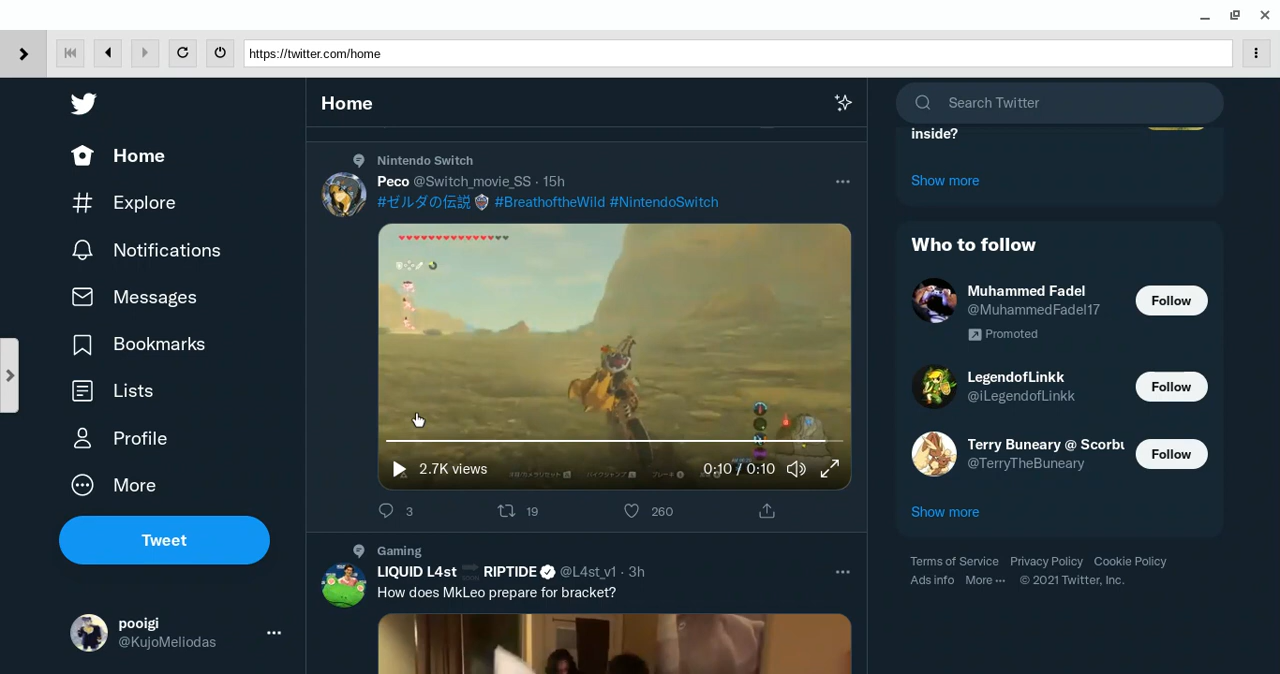 https://twitter.com/home
Home
Explore
Notifications
Messages
Bookmarks
Lists
Profile
More
Tweet
pooigi
@KujoMeliodas
Home
Nintendo Switch
Peco @Switch_movie_SS · 15h
#ゼルダの伝説 #BreathoftheWild #NintendoSwitch
2.7K views
0:10 / 0:10
3
19
260
Gaming
LIQUID L4st RIPTIDE @L4st_v1 · 3h
How does MkLeo prepare for bracket?
Search Twitter
inside?
Show more
Who to follow
Muhammed Fadel
@MuhammedFadel17
Promoted
Follow
LegendofLinkk
@iLegendofLinkk
Follow
Terry Buneary @ Scorbu
@TerryTheBuneary
Follow
Show more
Terms of Service Privacy Policy Cookie Policy
Ads info More ··· © 2021 Twitter, Inc.